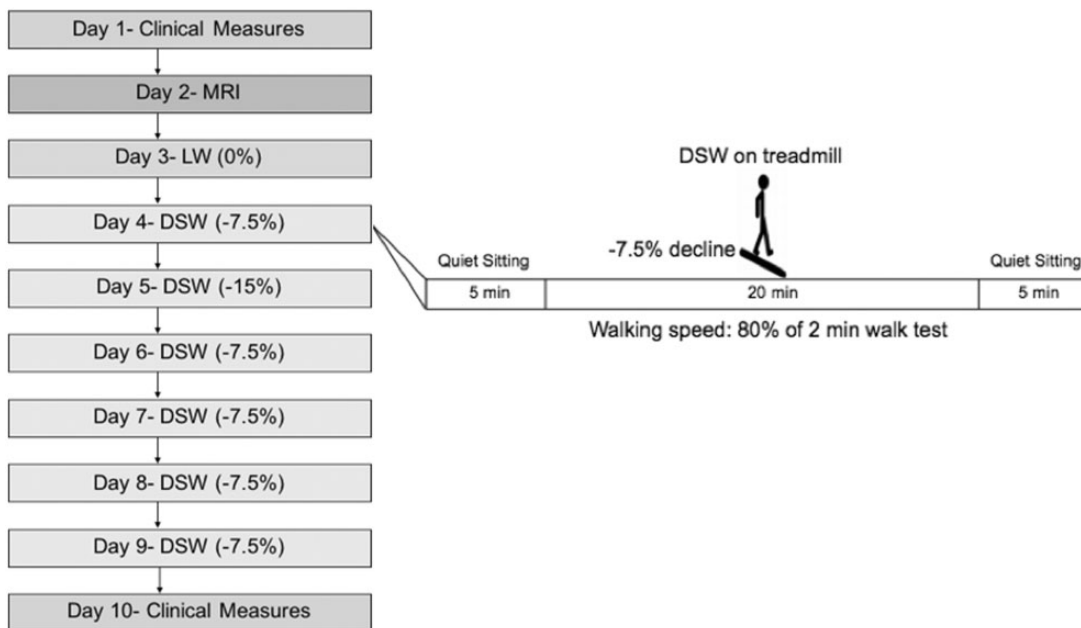 Day 1- Clinical Measures
Day 2- MRI
Day 3- LW (0%)
Day 4- DSW (-7.5%)
Day 5- DSW (-15%)
Day 6- DSW (-7.5%)
Day 7- DSW (-7.5%)
Day 8- DSW (-7.5%)
Day 9- DSW (-7.5%)
Day 10- Clinical Measures
DSW on treadmill
-7.5% decline
Quiet Sitting
Quiet Sitting
5 min
20 min
5 min
Walking speed: 80% of 2 min walk test